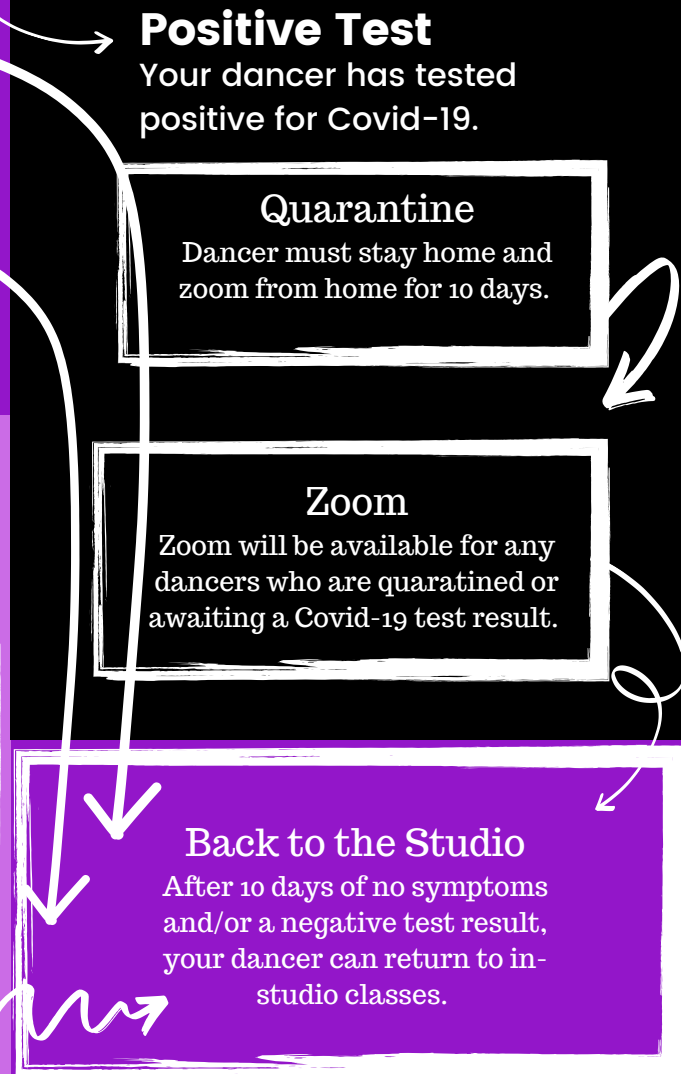 Positive Test
Your dancer has tested
positive for Covid-19.
Quarantine
Dancer must stay home and
zoom from home for 10 days.
Zoom
Zoom will be available for any
dancers who are quaratined or
awaiting a Covid-19 test result.
Back to the Studio
After 10 days of no symptoms
and/or a negative test result,
your dancer can return to in-
studio classes.